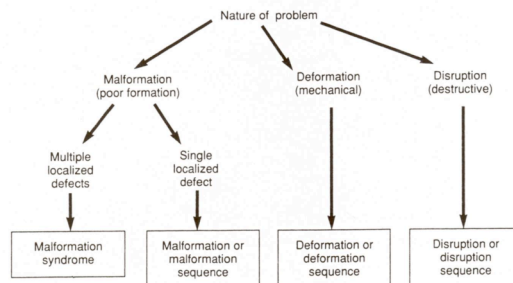 Nature of problem
Malformation
(poor formation)
Deformation
(mechanical)
Disruption
(destructive)
Multiple
localized
defects
Single
localized
defect
Malformation
syndrome
Malformation or
malformation
sequence
Deformation or
deformation
sequence
Disruption or
disruption
sequence